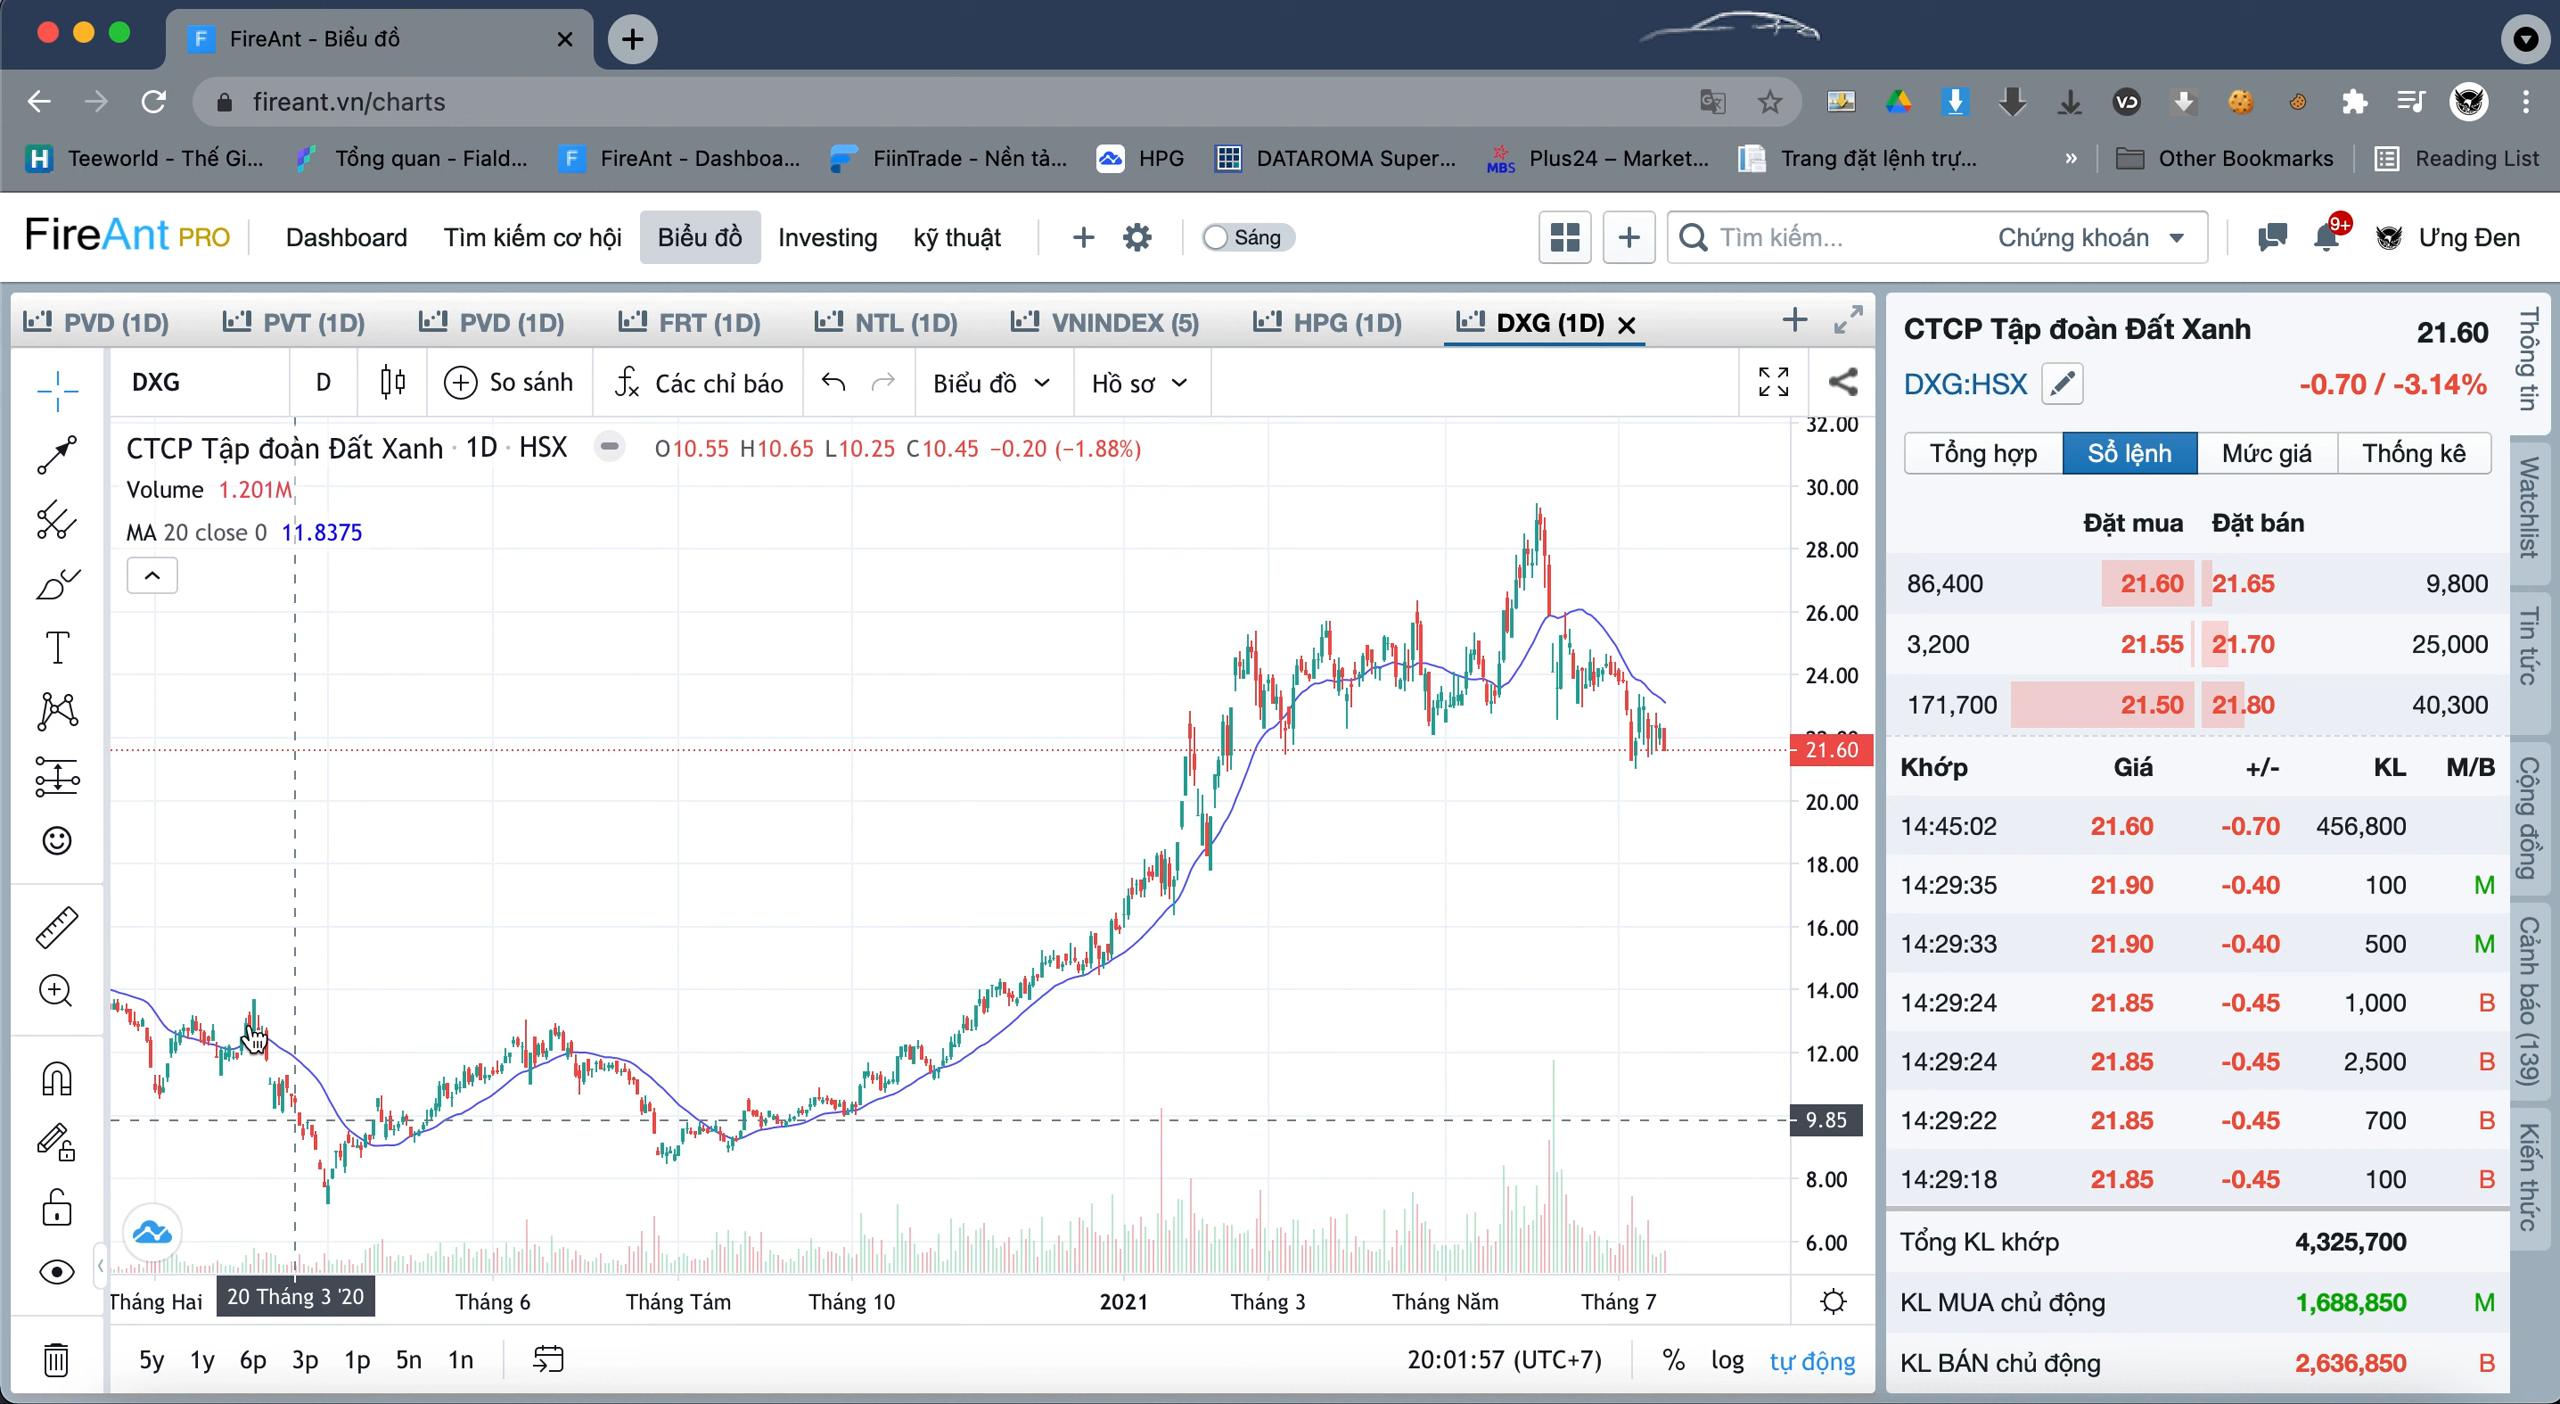 FireAnt - Biểu đồ
fireant.vn/charts
Teeworld - Thế Gi...
Tổng quan - Fiald...
FireAnt - Dashboa...
FiinTrade - Nền tả...
HPG
DATAROMA Super...
MBS
Plus24 – Market...
Trang đặt lệnh trự...
»
Other Bookmarks
Reading List
FireAnt PRO
Dashboard
Tìm kiếm cơ hội
Biểu đồ
Investing
kỹ thuật
Sáng
Tìm kiếm...
Chứng khoán
9+
Ưng Đen
PVD (1D)
PVT (1D)
PVD (1D)
FRT (1D)
NTL (1D)
VNINDEX (5)
HPG (1D)
DXG (1D)
DXG
D
So sánh
Các chỉ báo
Biểu đồ
Hồ sơ
CTCP Tập đoàn Đất Xanh · 1D · HSX
O10.55 H10.65 L10.25 C10.45 −0.20 (−1.88%)
Volume 1.201M
MA 20 close 0 11.8375
32.00
30.00
28.00
26.00
24.00
21.60
20.00
18.00
16.00
14.00
12.00
9.85
8.00
6.00
Tháng Hai
20 Tháng 3 '20
Tháng 6
Tháng Tám
Tháng 10
2021
Tháng 3
Tháng Năm
Tháng 7
5y 1y 6p 3p 1p 5n 1n
20:01:57 (UTC+7)
% log tự động
CTCP Tập đoàn Đất Xanh 21.60
DXG:HSX -0.70 / -3.14%
Tổng hợp Sổ lệnh Mức giá Thống kê
Đặt mua Đặt bán
86,400 21.60 21.65 9,800
3,200 21.55 21.70 25,000
171,700 21.50 21.80 40,300
Khớp Giá +/- KL M/B
14:45:02 21.60 -0.70 456,800
14:29:35 21.90 -0.40 100 M
14:29:33 21.90 -0.40 500 M
14:29:24 21.85 -0.45 1,000 B
14:29:24 21.85 -0.45 2,500 B
14:29:22 21.85 -0.45 700 B
14:29:18 21.85 -0.45 100 B
Tổng KL khớp 4,325,700
KL MUA chủ động 1,688,850 M
KL BÁN chủ động 2,636,850 B
Thông tin
Watchlist
Tin tức
Cộng đồng
Cảnh báo (139)
Kiến thức